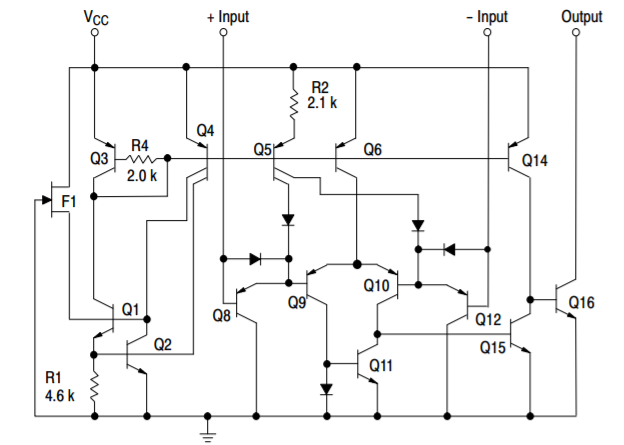 VCC
+ Input
- Input
Output
R2
2.1 k
Q4
Q3
R4
Q5
Q6
Q14
2.0 k
F1
Q1
Q8
Q9
Q10
Q12
Q16
Q2
Q15
Q11
R1
4.6 k